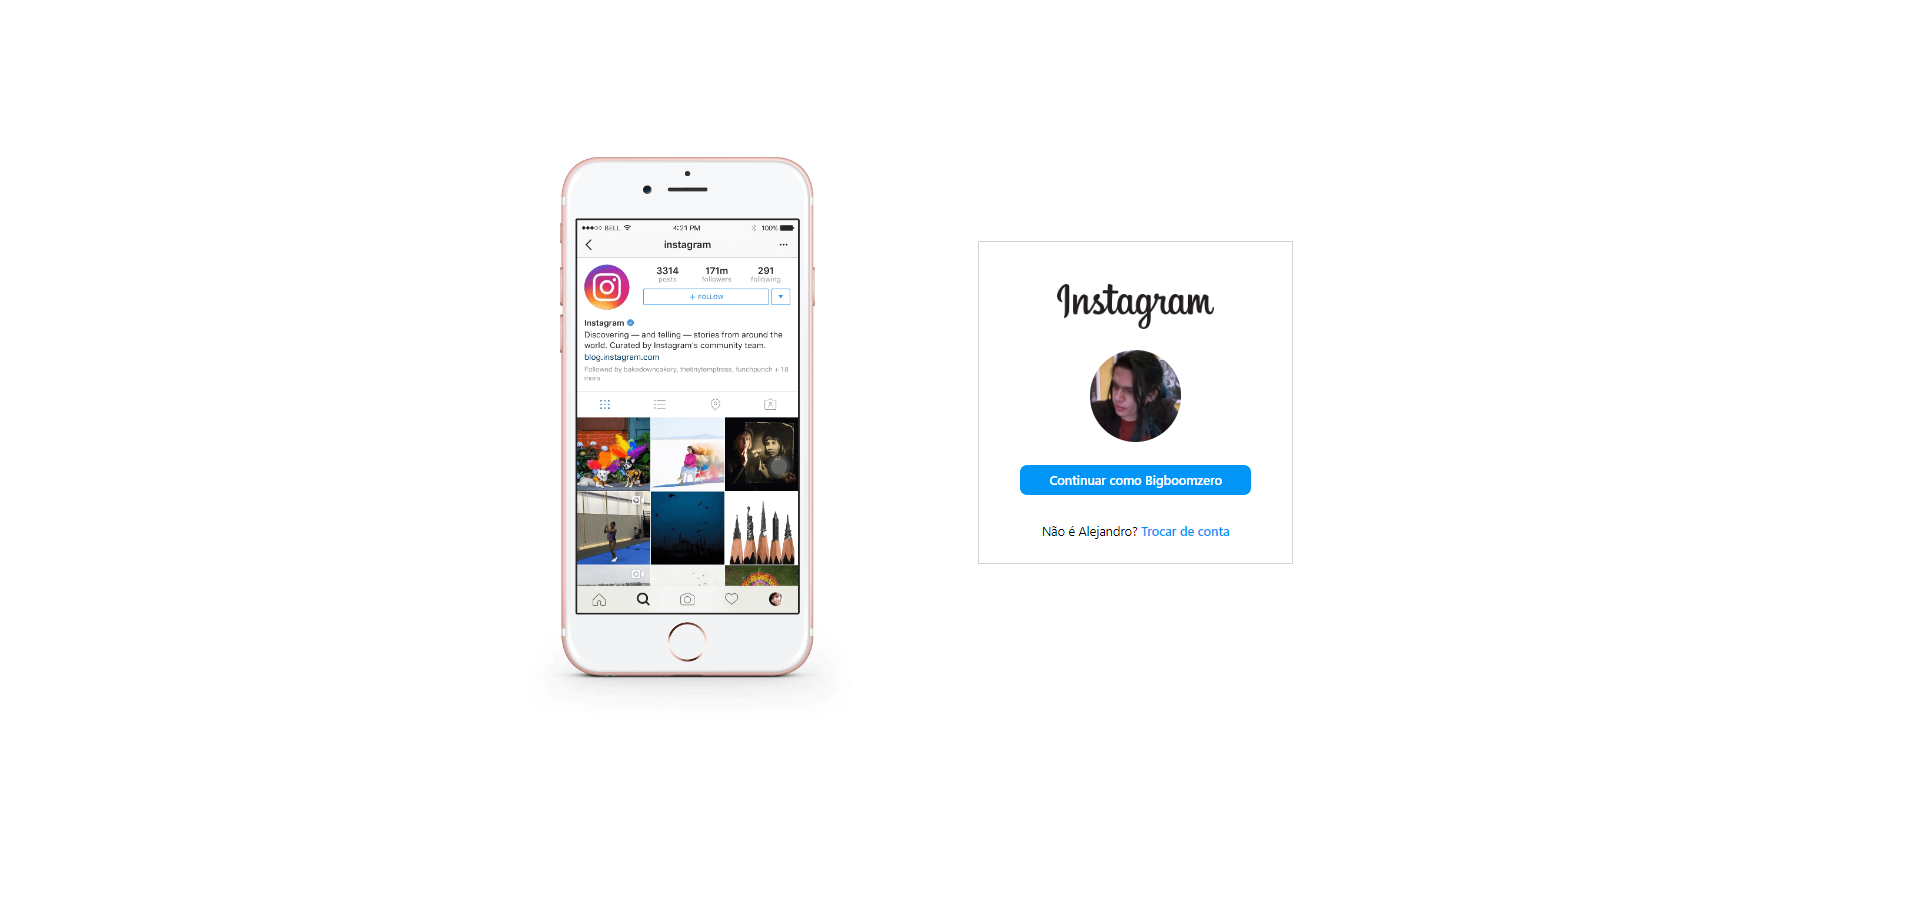 BELL
4:21 PM
100%
instagram
3314
171m
291
posts
followers
following
+ FOLLOW
Instagram
Discovering — and telling — stories from around the
world. Curated by Instagram's community team.
blog.instagram.com
Followed by bakedowncakery, thetinytemptress, funchpunch + 18
more
Instagram
Continuar como Bigboomzero
Não é Alejandro? Trocar de conta